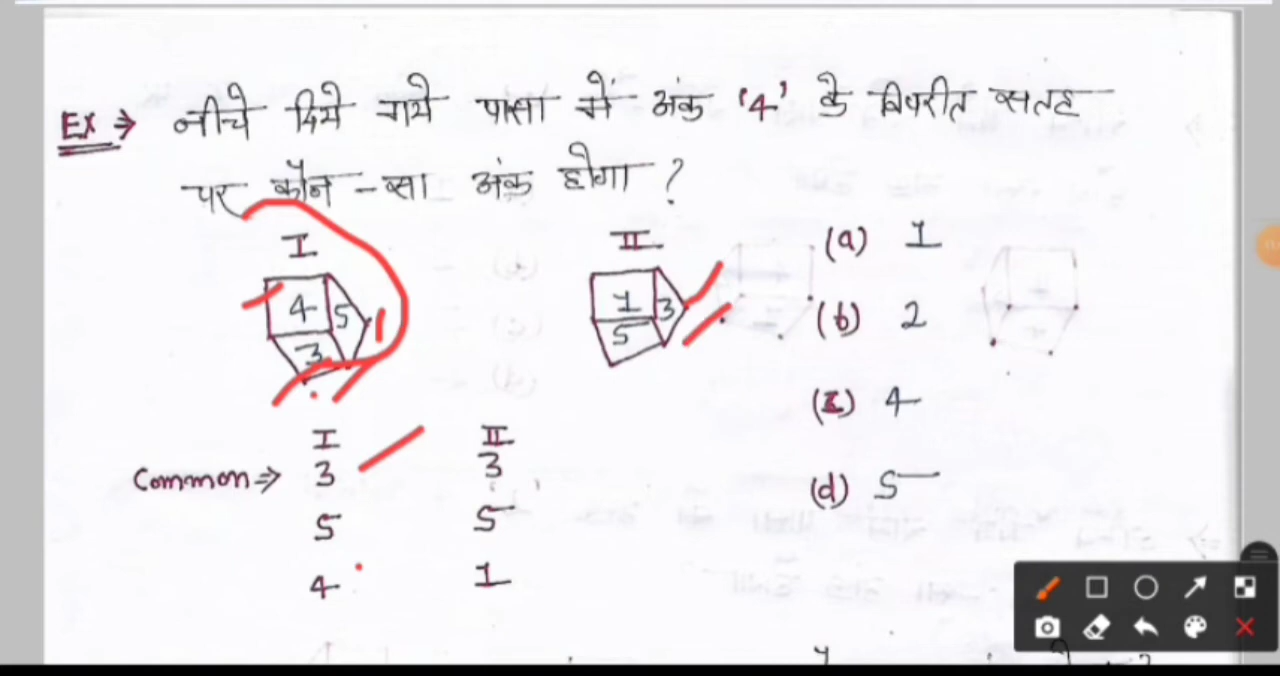 Ex ⇒ नीचे दिये गये पासा में अंक '4' के विपरीत सतह
पर कौन-सा अंक होगा ?
I II
4 5 3
1 3 5
(a) 1
(b) 2
(c) 4
(d) 5
I II
Common ⇒ 3 3
5 5
4 1